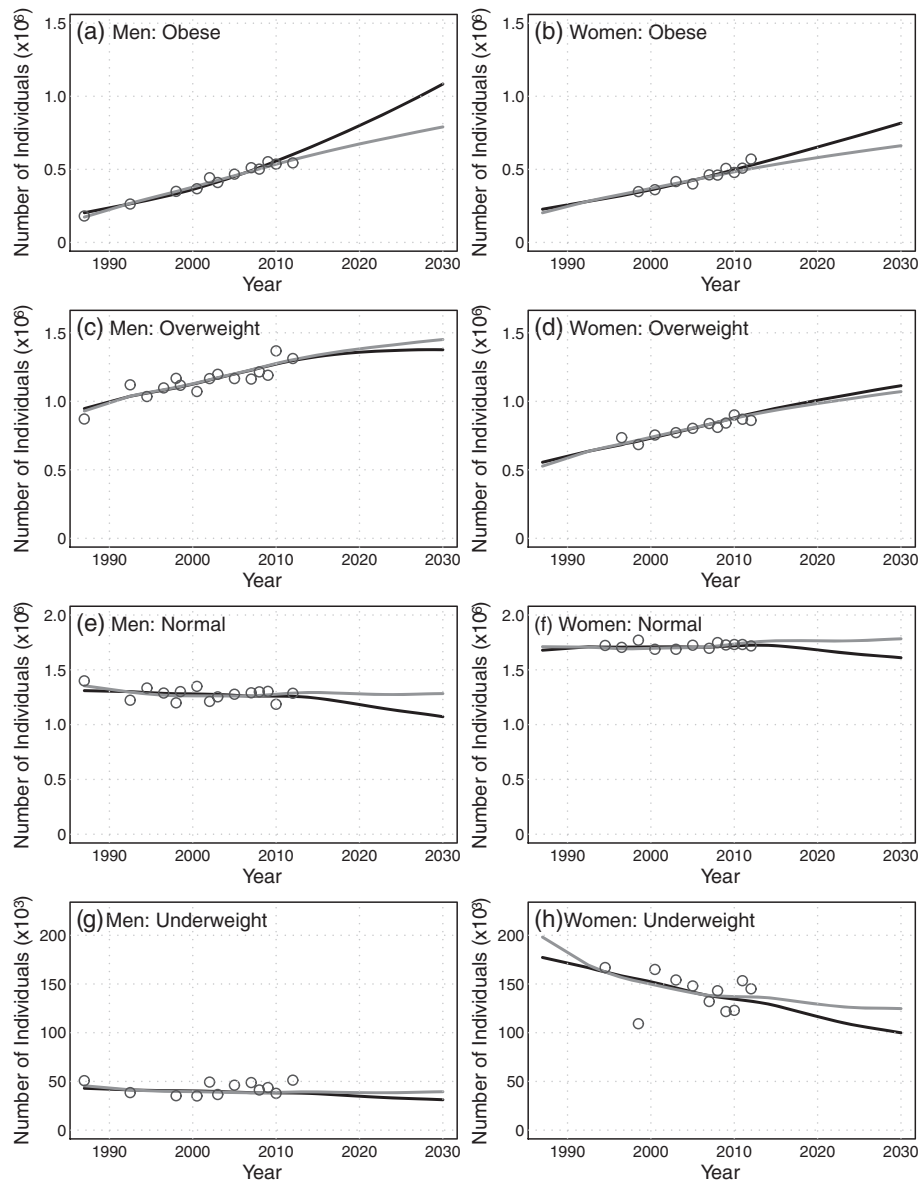 (a) Men: Obese
Number of Individuals (x10⁶)
1.5
1.0
0.5
0
1990 2000 2010 2020 2030
Year
(b) Women: Obese
Number of Individuals (x10⁶)
1.5
1.0
0.5
0
1990 2000 2010 2020 2030
Year
(c) Men: Overweight
Number of Individuals (x10⁶)
1.5
1.0
0.5
0
1990 2000 2010 2020 2030
Year
(d) Women: Overweight
Number of Individuals (x10⁶)
1.5
1.0
0.5
0
1990 2000 2010 2020 2030
Year
(e) Men: Normal
Number of Individuals (x10⁶)
2.0
1.5
1.0
0.5
0
1990 2000 2010 2020 2030
Year
(f) Women: Normal
Number of Individuals (x10⁶)
2.0
1.5
1.0
0.5
0
1990 2000 2010 2020 2030
Year
(g) Men: Underweight
Number of Individuals (x10³)
200
150
100
50
0
1990 2000 2010 2020 2030
Year
(h) Women: Underweight
Number of Individuals (x10³)
200
150
100
50
0
1990 2000 2010 2020 2030
Year